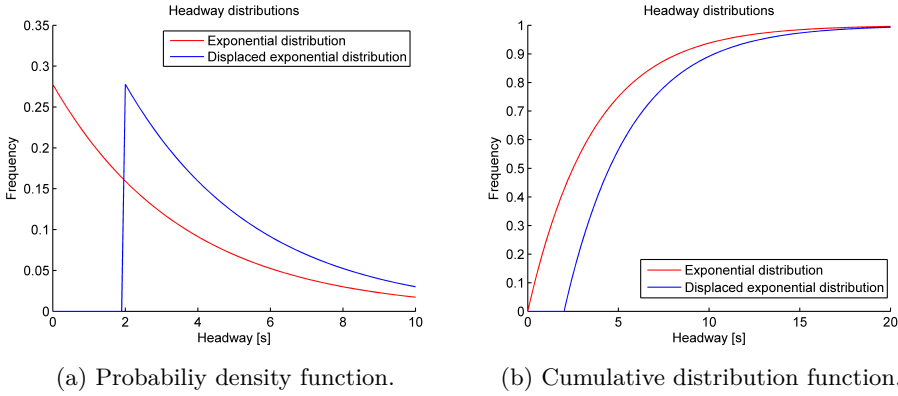 Headway distributions
0.35
0.3
0.25
0.2
0.15
0.1
0.05
0
Frequency
Exponential distribution
Displaced exponential distribution
0 2 4 6 8 10
Headway [s]
(a) Probabiliy density function.
Headway distributions
1
0.9
0.8
0.7
0.6
0.5
0.4
0.3
0.2
0.1
0
Frequency
Exponential distribution
Displaced exponential distribution
0 5 10 15 20
Headway [s]
(b) Cumulative distribution function.